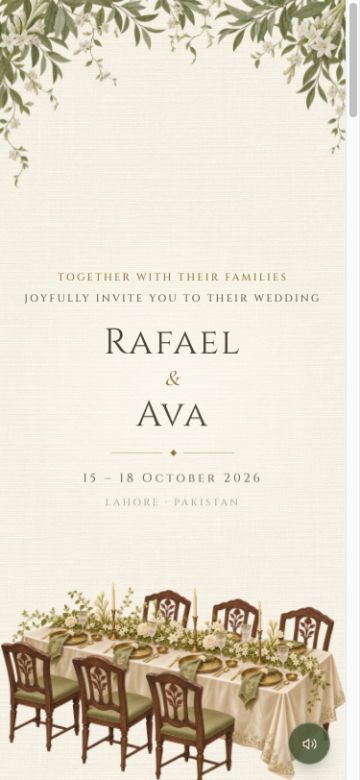 TOGETHER WITH THEIR FAMILIES
JOYFULLY INVITE YOU TO THEIR WEDDING
RAFAEL
&
AVA
15 – 18 OCTOBER 2026
LAHORE · PAKISTAN